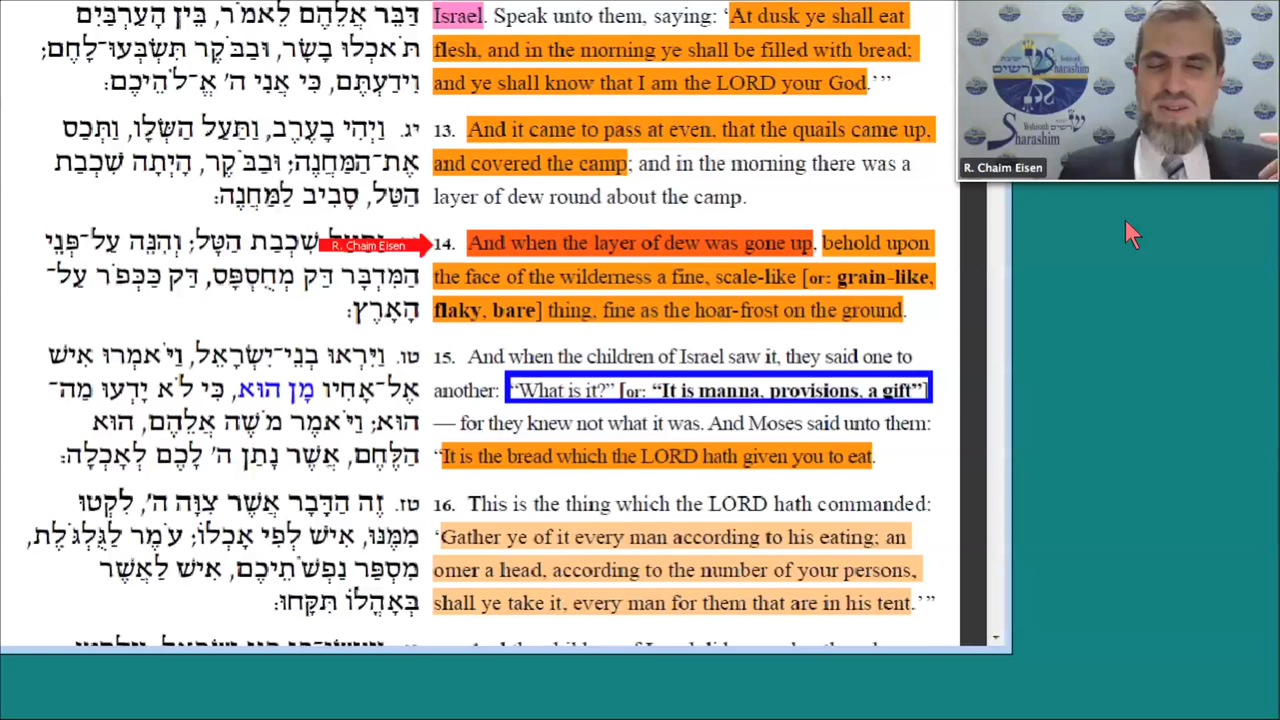 דַּבֵּר אֲלֵהֶם לֵאמֹר, בֵּין הָעַרְבַּיִם
תֹּאכְלוּ בָשָׂר, וּבַבֹּקֶר תִּשְׂבְּעוּ־לָחֶם;
וִידַעְתֶּם, כִּי אֲנִי ה' אֱ־לֹהֵיכֶם:
יג. וַיְהִי בָעֶרֶב, וַתַּעַל הַשְּׂלָו, וַתְּכַס
אֶת־הַמַּחֲנֶה; וּבַבֹּקֶר, הָיְתָה שִׁכְבַת
הַטַּל, סָבִיב לַמַּחֲנֶה:
שִׁכְבַת הַטָּל; וְהִנֵּה עַל־פְּנֵי
הַמִּדְבָּר דַּק מְחֻסְפָּס, דַּק כַּכְּפֹר עַל־
הָאָרֶץ:
טו. וַיִּרְאוּ בְנֵי־יִשְׂרָאֵל, וַיֹּאמְרוּ אִישׁ
אֶל־אָחִיו מָן הוּא, כִּי לֹא יָדְעוּ מַה־
הוּא; וַיֹּאמֶר מֹשֶׁה אֲלֵהֶם, הוּא
הַלֶּחֶם, אֲשֶׁר נָתַן ה' לָכֶם לְאָכְלָה:
טז. זֶה הַדָּבָר אֲשֶׁר צִוָּה ה', לִקְטוּ
מִמֶּנּוּ, אִישׁ לְפִי אָכְלוֹ; עֹמֶר לַגֻּלְגֹּלֶת,
מִסְפַּר נַפְשֹׁתֵיכֶם, אִישׁ לַאֲשֶׁר
בְּאָהֳלוֹ תִּקָּחוּ:
Israel. Speak unto them, saying: ‘At dusk ye shall eat
flesh, and in the morning ye shall be filled with bread;
and ye shall know that I am the LORD your God.’”
13. And it came to pass at even, that the quails came up,
and covered the camp; and in the morning there was a
layer of dew round about the camp.
R. Chaim Eisen
14. And when the layer of dew was gone up, behold upon
the face of the wilderness a fine, scale-like [or: grain-like,
flaky, bare] thing, fine as the hoar-frost on the ground.
15. And when the children of Israel saw it, they said one to
another: “What is it?” [or: “It is manna, provisions, a gift”]
— for they knew not what it was. And Moses said unto them:
“It is the bread which the LORD hath given you to eat.
16. This is the thing which the LORD hath commanded:
‘Gather ye of it every man according to his eating; an
omer a head, according to the number of your persons,
shall ye take it, every man for them that are in his tent.’”
Sharashim
Yeshivath
Sharashim
R. Chaim Eisen